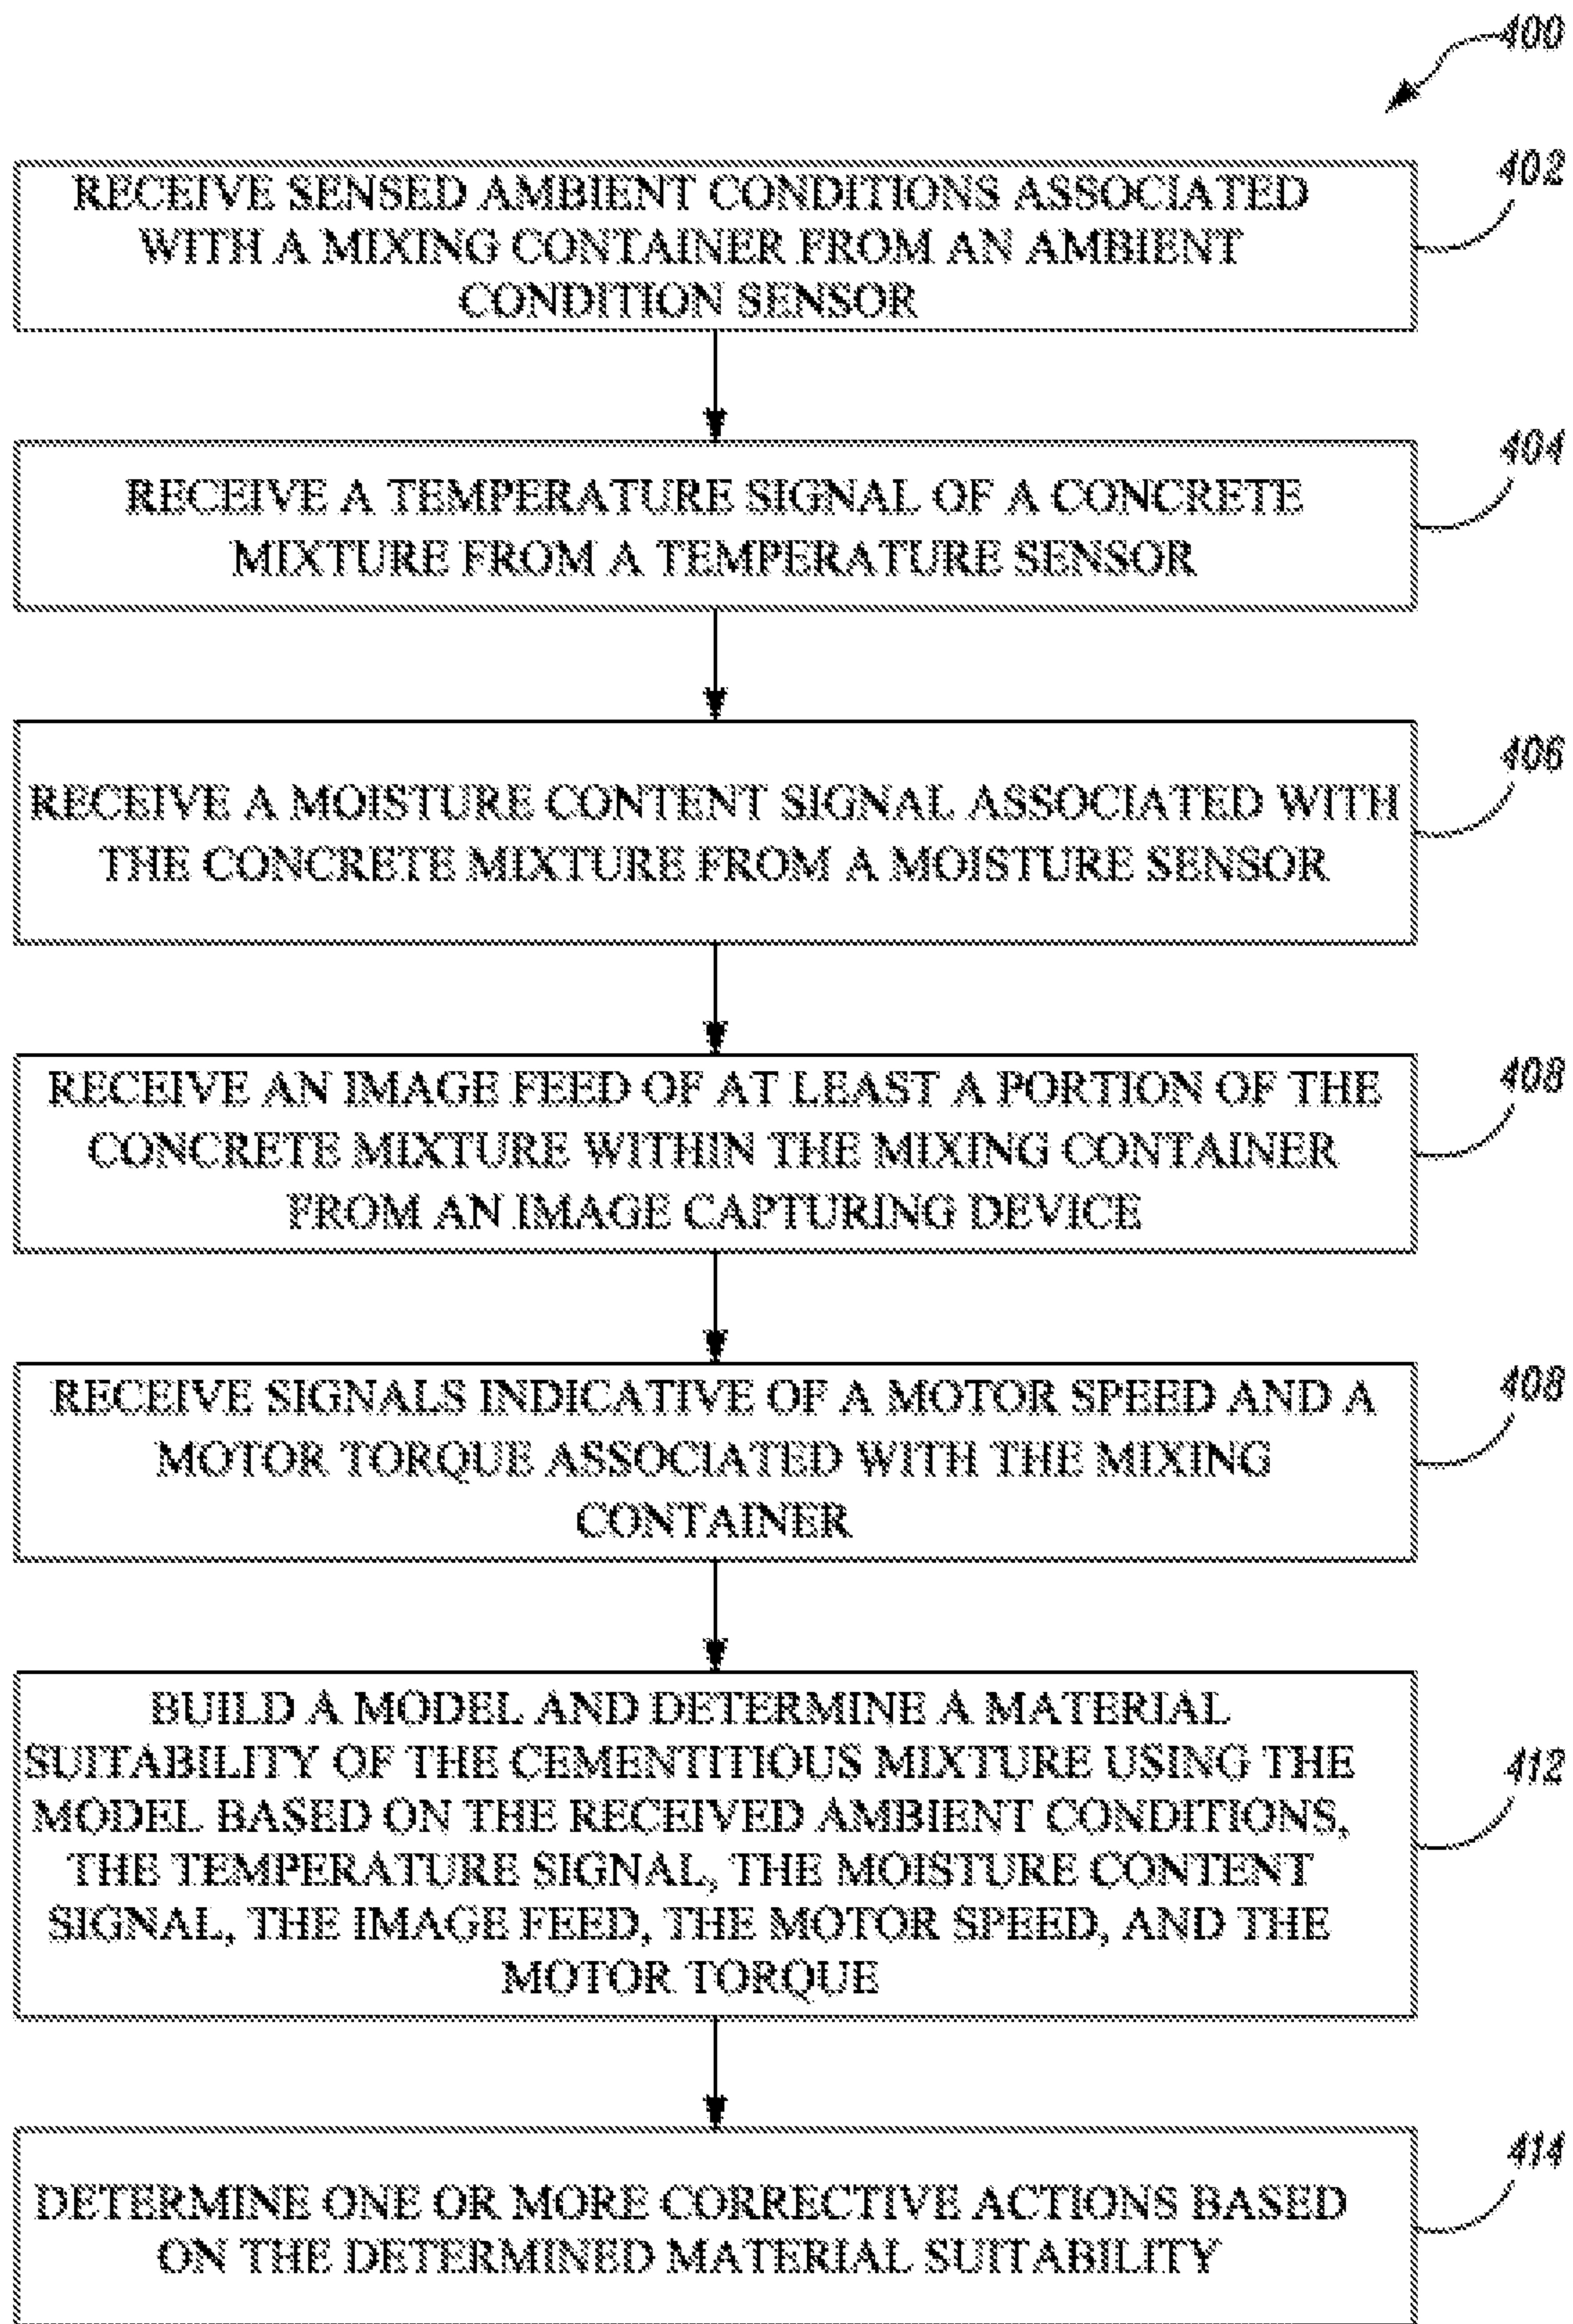 400
402
RECEIVE SENSED AMBIENT CONDITIONS ASSOCIATED
WITH A MIXING CONTAINER FROM AN AMBIENT
CONDITION SENSOR
404
RECEIVE A TEMPERATURE SIGNAL OF A CONCRETE
MIXTURE FROM A TEMPERATURE SENSOR
406
RECEIVE A MOISTURE CONTENT SIGNAL ASSOCIATED WITH
THE CONCRETE MIXTURE FROM A MOISTURE SENSOR
408
RECEIVE AN IMAGE FEED OF AT LEAST A PORTION OF THE
CONCRETE MIXTURE WITHIN THE MIXING CONTAINER
FROM AN IMAGE CAPTURING DEVICE
408
RECEIVE SIGNALS INDICATIVE OF A MOTOR SPEED AND A
MOTOR TORQUE ASSOCIATED WITH THE MIXING
CONTAINER
412
BUILD A MODEL AND DETERMINE A MATERIAL
SUITABILITY OF THE CEMENTITIOUS MIXTURE USING THE
MODEL BASED ON THE RECEIVED AMBIENT CONDITIONS,
THE TEMPERATURE SIGNAL, THE MOISTURE CONTENT
SIGNAL, THE IMAGE FEED, THE MOTOR SPEED, AND THE
MOTOR TORQUE
414
DETERMINE ONE OR MORE CORRECTIVE ACTIONS BASED
ON THE DETERMINED MATERIAL SUITABILITY